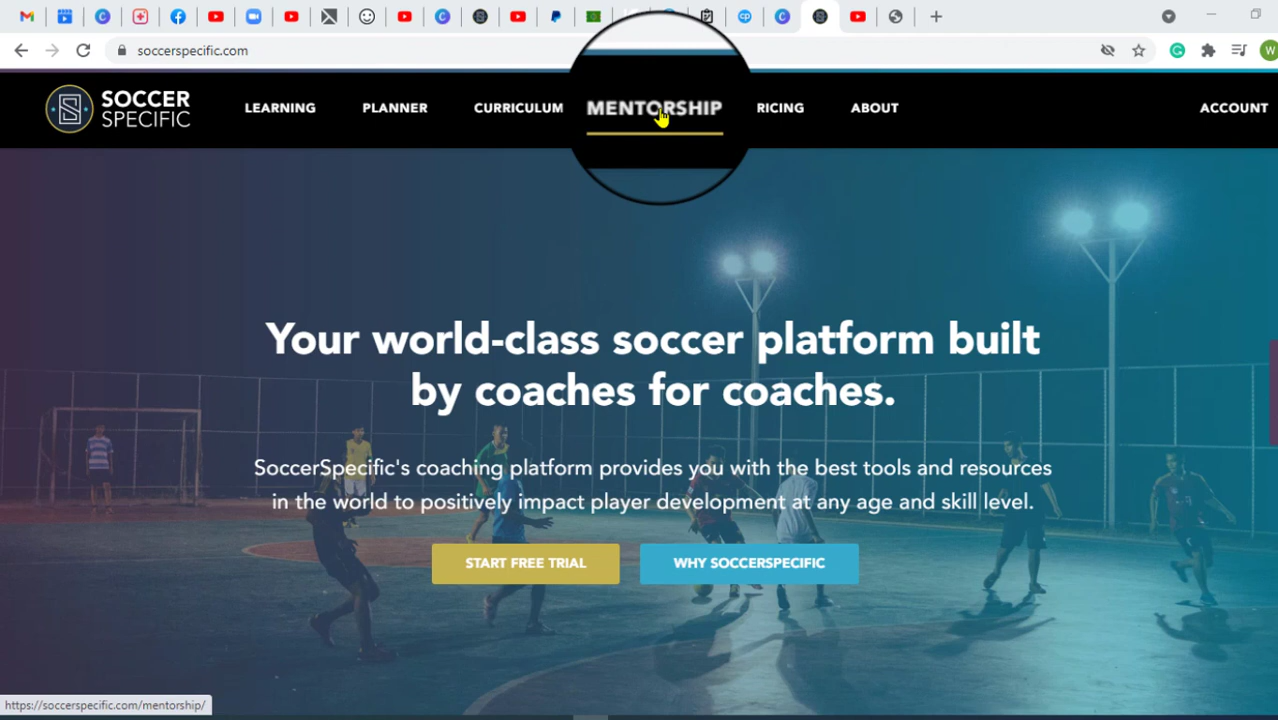 soccerspecific.com
W
SOCCER
SPECIFIC
LEARNING PLANNER CURRICULUM MENTORSHIP RICING ABOUT ACCOUNT
Your world-class soccer platform built
by coaches for coaches.
SoccerSpecific's coaching platform provides you with the best tools and resources
in the world to positively impact player development at any age and skill level.
START FREE TRIAL WHY SOCCERSPECIFIC
https://soccerspecific.com/mentorship/